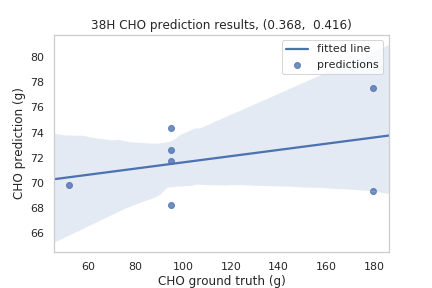 38H CHO prediction results, (0.368,  0.416)
fitted line
predictions
CHO prediction (g)
80
78
76
74
72
70
68
66
60 80 100 120 140 160 180
CHO ground truth (g)